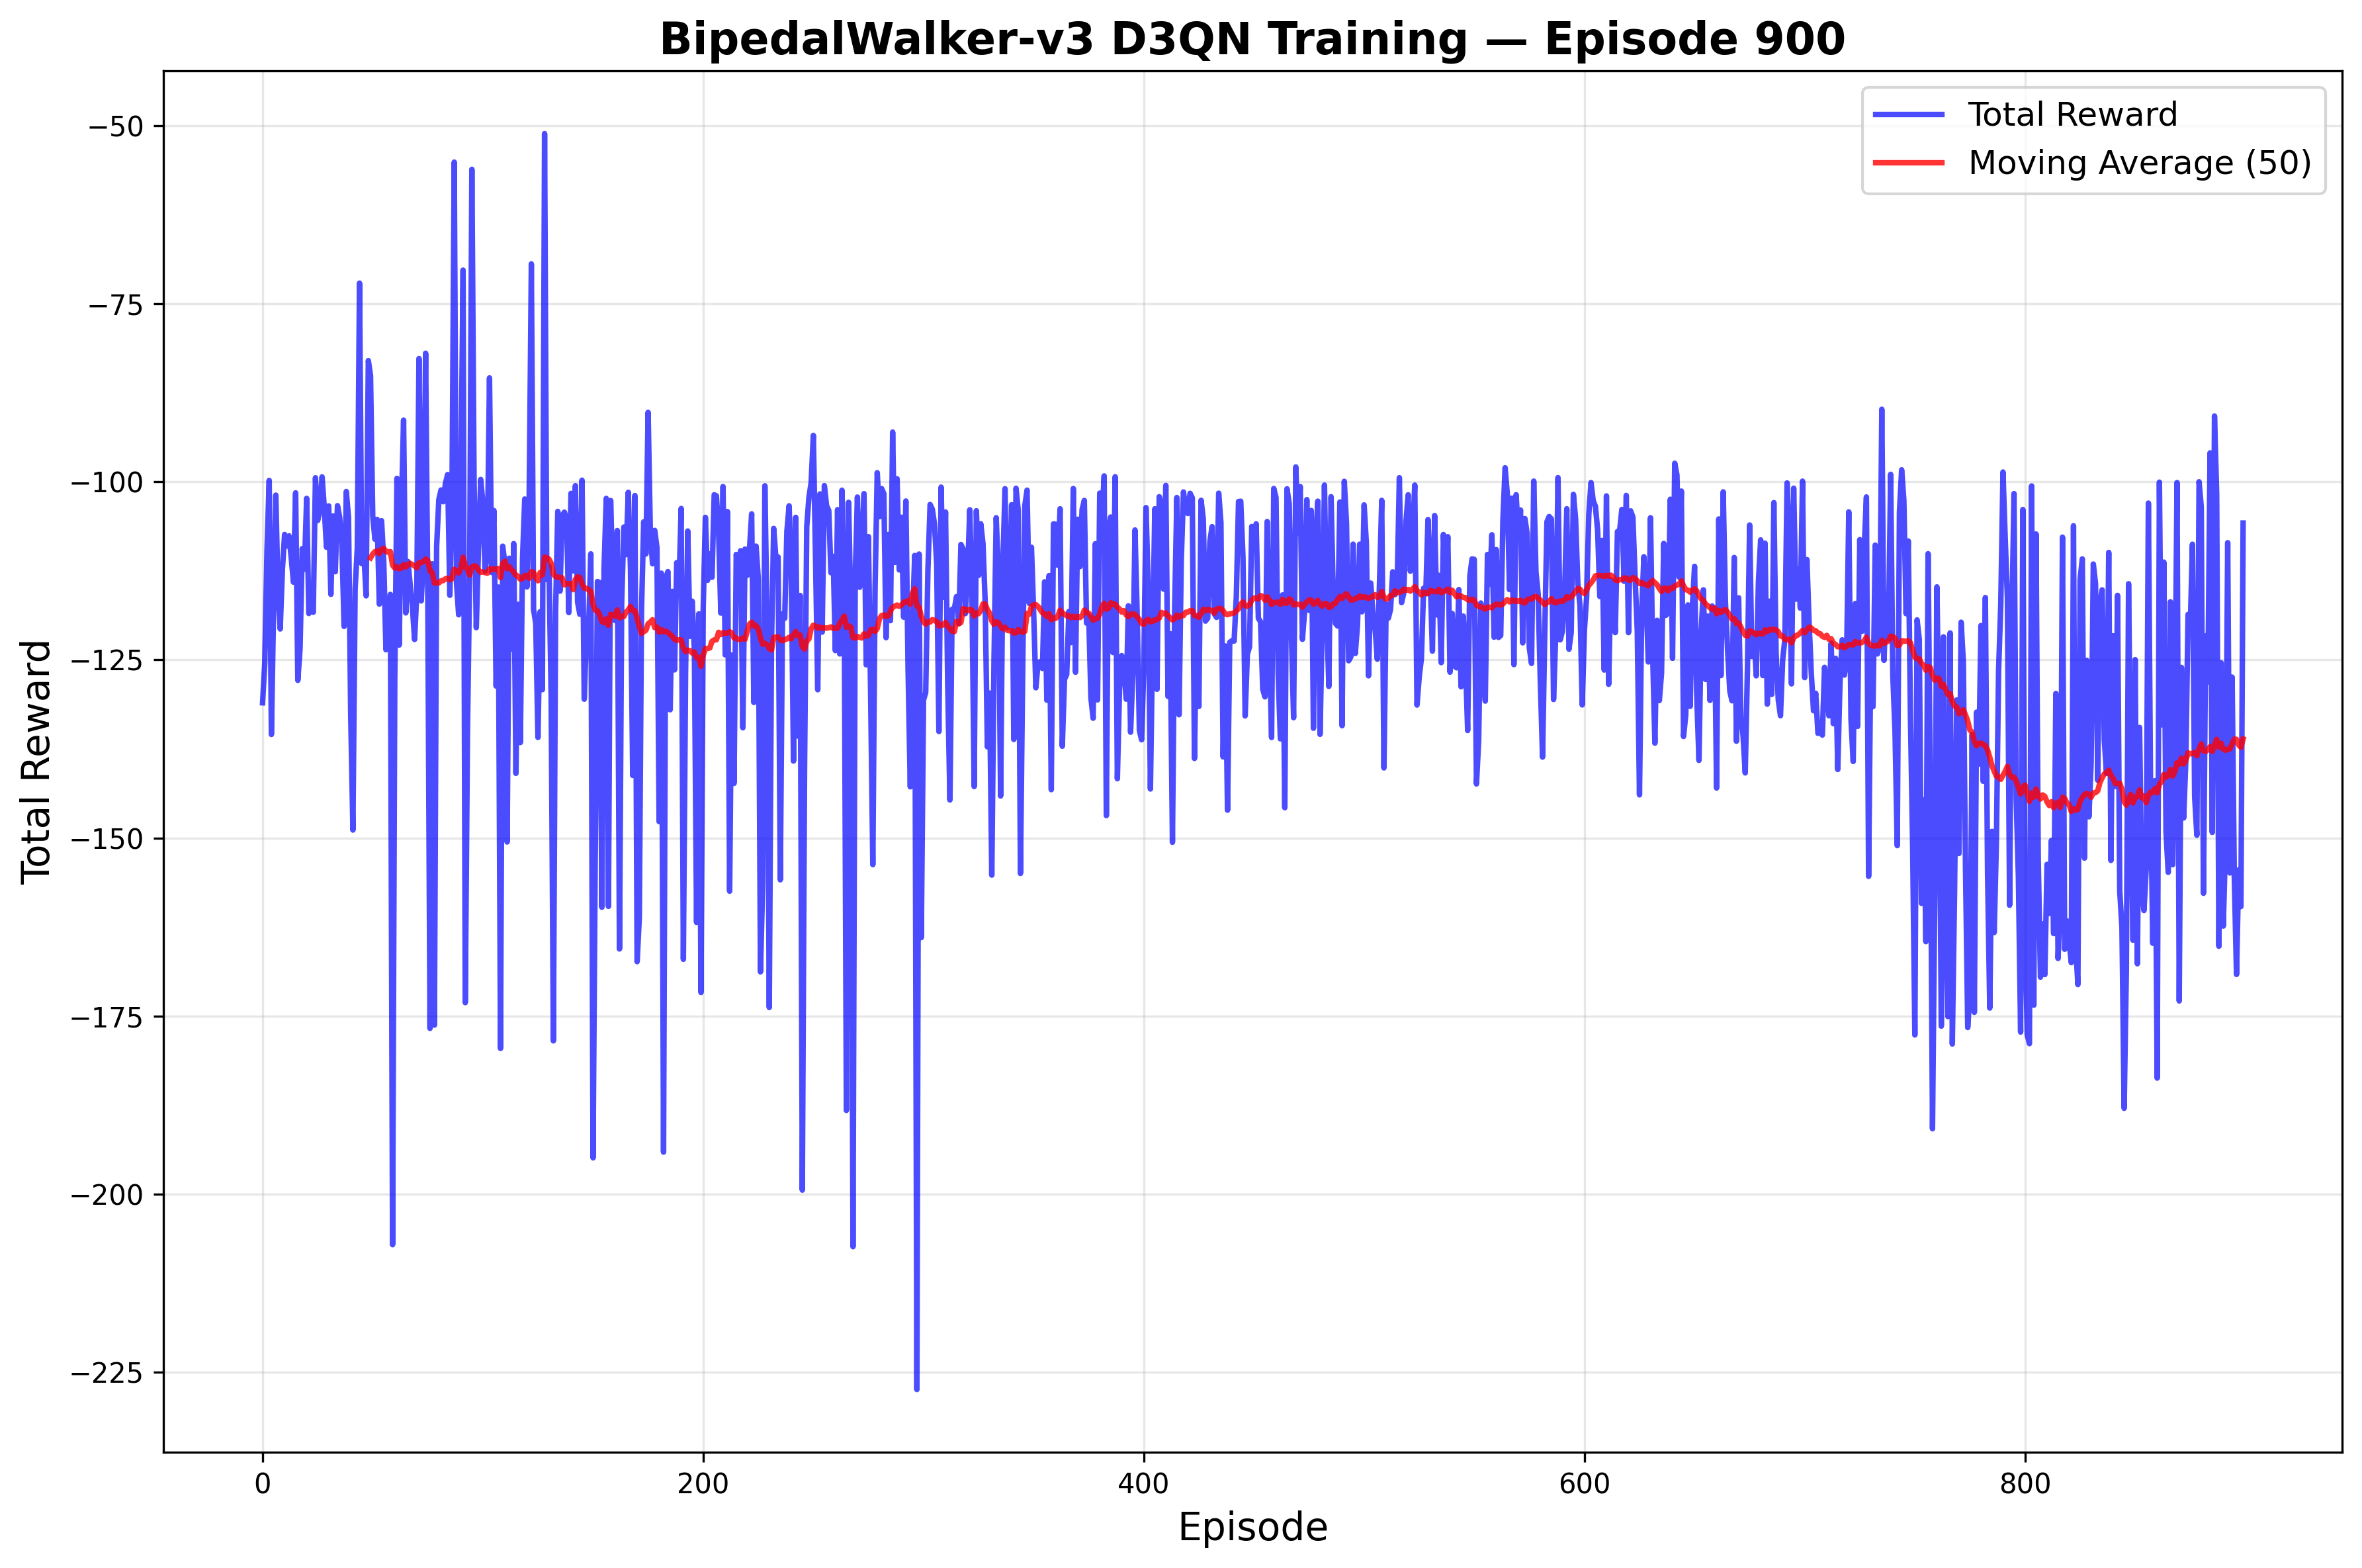 BipedalWalker-v3 D3QN Training — Episode 900
Total Reward
Moving Average (50)
−50
−75
−100
−125
−150
−175
−200
−225
Total Reward
0 200 400 600 800
Episode